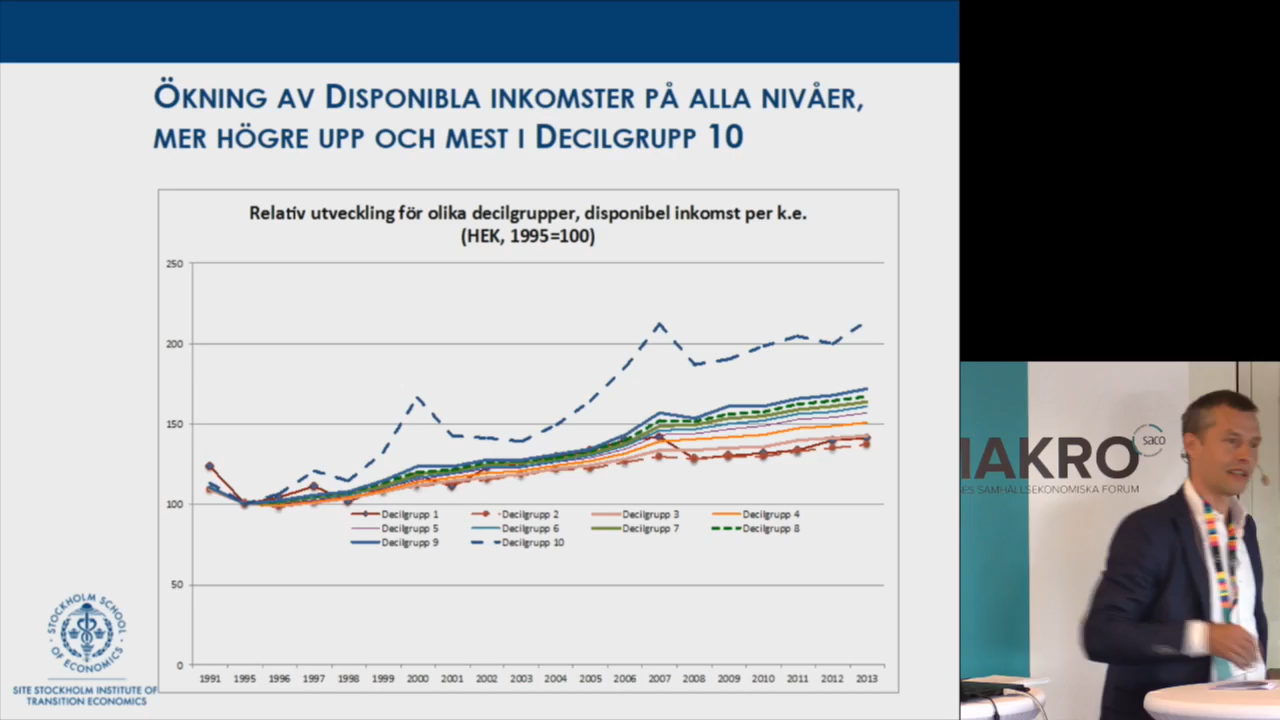 ÖKNING AV DISPONIBLA INKOMSTER PÅ ALLA NIVÅER,
MER HÖGRE UPP OCH MEST I DECILGRUPP 10
Relativ utveckling för olika decilgrupper, disponibel inkomst per k.e.
(HEK, 1995=100)
250
200
150
100
50
0
Decilgrupp 1 Decilgrupp 2 Decilgrupp 3 Decilgrupp 4
Decilgrupp 5 Decilgrupp 6 Decilgrupp 7 Decilgrupp 8
Decilgrupp 9 Decilgrupp 10
1991 1995 1996 1997 1998 1999 2000 2001 2002 2003 2004 2005 2006 2007 2008 2009 2010 2011 2012 2013
STOCKHOLM SCHOOL
OF ECONOMICS
SITE STOCKHOLM INSTITUTE OF
TRANSITION ECONOMICS
MAKRO
saco
SAMHÄLLSEKONOMISKA FORUM